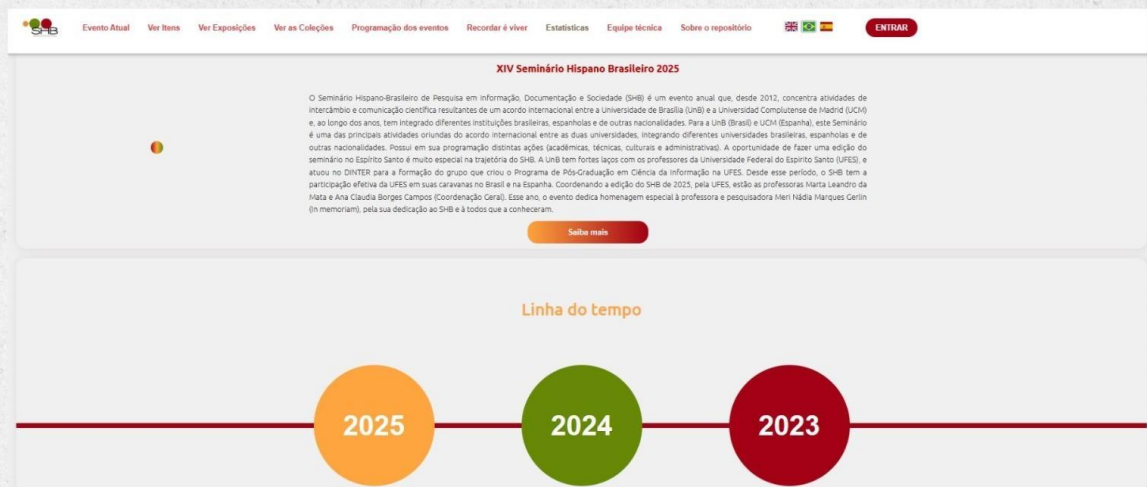 SHB
Evento Atual Ver Itens Ver Exposições Ver as Coleções Programação dos eventos Recordar é viver Estatísticas Equipe técnica Sobre o repositório ENTRAR
XIV Seminário Hispano Brasileiro 2025
O Seminário Hispano-Brasileiro de Pesquisa em Informação, Documentação e Sociedade (SHB) é um evento anual que, desde 2012, concentra atividades de
intercâmbio e comunicação científica resultantes de um acordo internacional entre a Universidade de Brasília (UnB) e a Universidad Complutense de Madrid (UCM)
e, ao longo dos anos, tem integrado diferentes instituições brasileiras, espanholas e de outras nacionalidades. Para a UnB (Brasil) e UCM (Espanha), este Seminário
é uma das principais atividades oriundas do acordo internacional entre as duas universidades, integrando diferentes universidades brasileiras, espanholas e de
outras nacionalidades. Possui em sua programação distintas ações (acadêmicas, técnicas, culturais e administrativas). A oportunidade de fazer uma edição do
seminário no Espírito Santo é muito especial na trajetória do SHB. A UnB tem fortes laços com os professores da Universidade Federal do Espirito Santo (UFES), e
atuou no DINTER para a formação do grupo que criou o Programa de Pós-Graduação em Ciência da Informação na UFES. Desde esse período, o SHB tem a
participação efetiva da UFES em suas caravanas no Brasil e na Espanha. Coordenando a edição do SHB de 2025, pela UFES, estão as professoras Marta Leandro da
Mata e Ana Claudia Borges Campos (Coordenação Geral). Esse ano, o evento dedica homenagem especial à professora e pesquisadora Meri Nádia Marques Gerlin
(In memoriam), pela sua dedicação ao SHB e à todos que a conheceram.
Saiba mais
Linha do tempo
2025 2024 2023